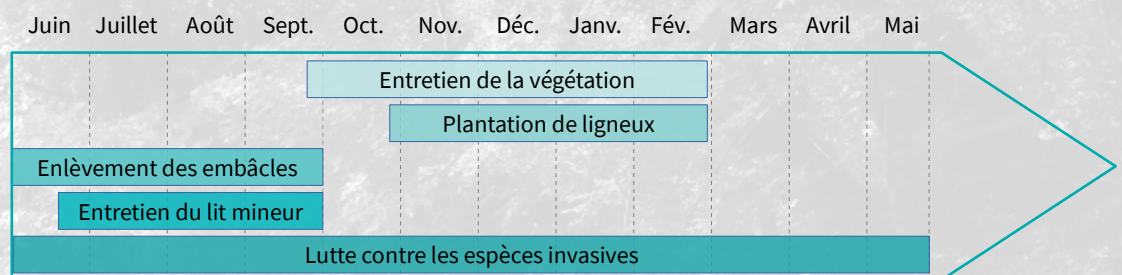 Juin Juillet Août Sept. Oct. Nov. Déc. Janv. Fév. Mars Avril Mai
Entretien de la végétation
Plantation de ligneux
Enlèvement des embâcles
Entretien du lit mineur
Lutte contre les espèces invasives